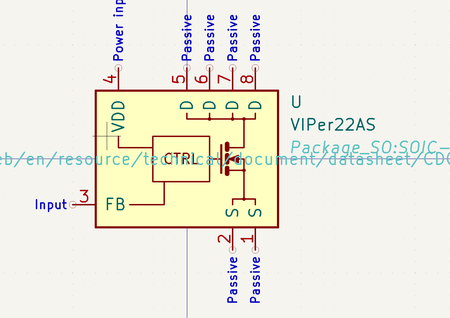 Power inp
Passive
Passive
Passive
Passive
4
5
6
7
8
VDD
D
D
D
D
U
VIPer22AS
Package_SO:SOIC-
eb/en/resource/technical/document/datasheet/CD0
CTRL
Input
3
FB
S
S
2
1
Passive
Passive